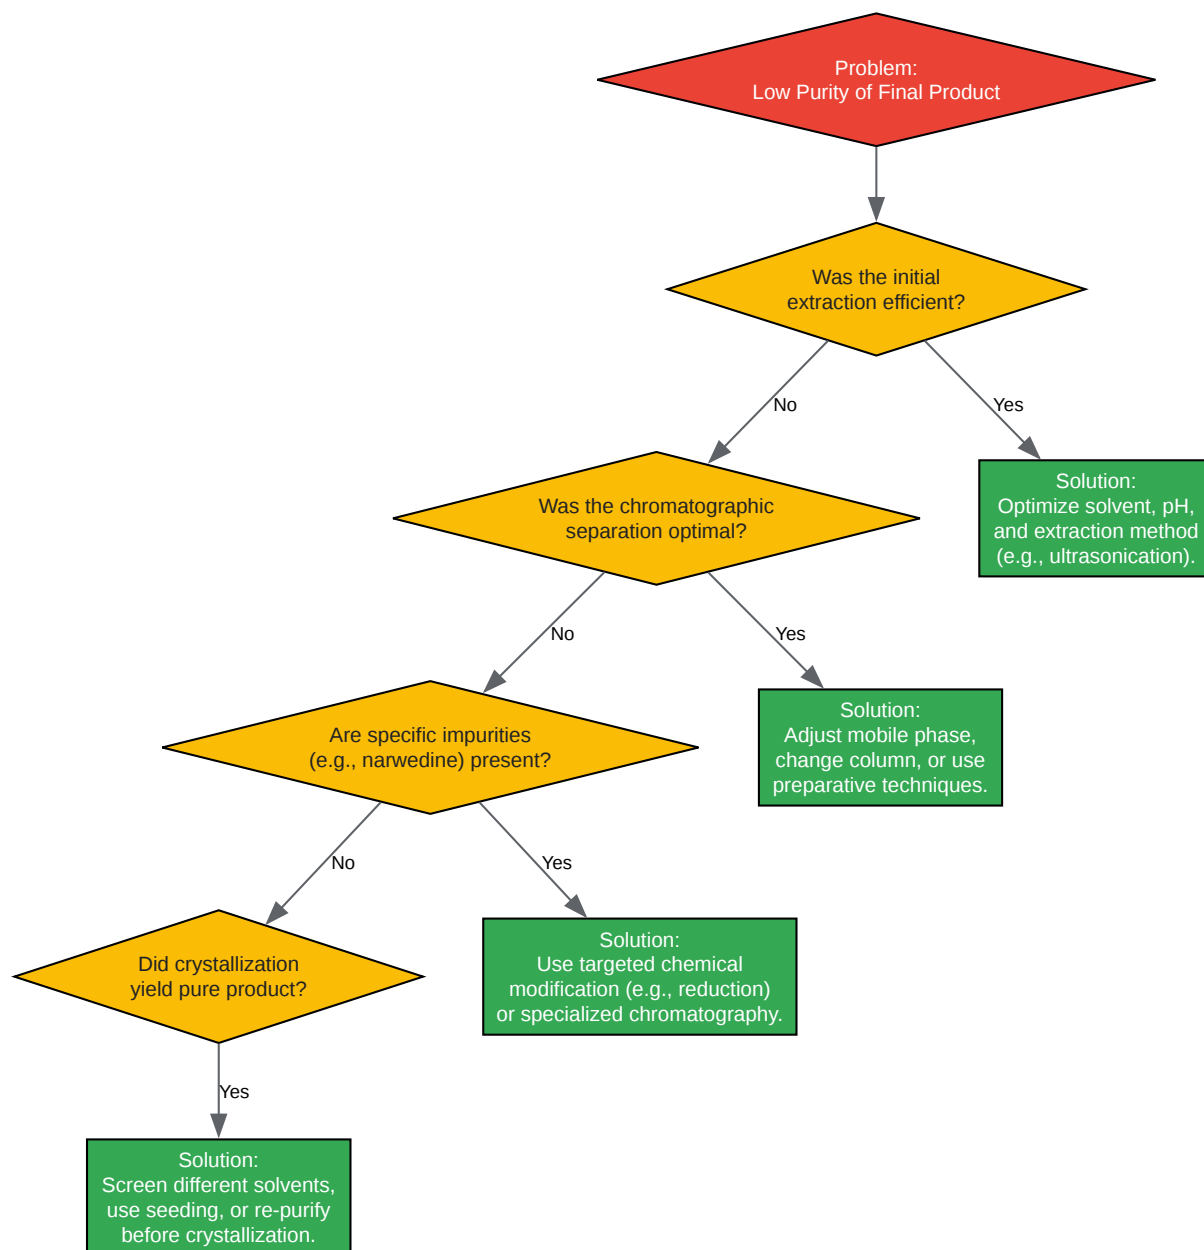 Problem:
Low Purity of Final Product
Was the initial
extraction efficient?
No
Yes
Was the chromatographic
separation optimal?
Solution:
Optimize solvent, pH,
and extraction method
(e.g., ultrasonication).
No
Yes
Are specific impurities
(e.g., narwedine) present?
Solution:
Adjust mobile phase,
change column, or use
preparative techniques.
No
Yes
Did crystallization
yield pure product?
Solution:
Use targeted chemical
modification (e.g., reduction)
or specialized chromatography.
Yes
Solution:
Screen different solvents,
use seeding, or re-purify
before crystallization.